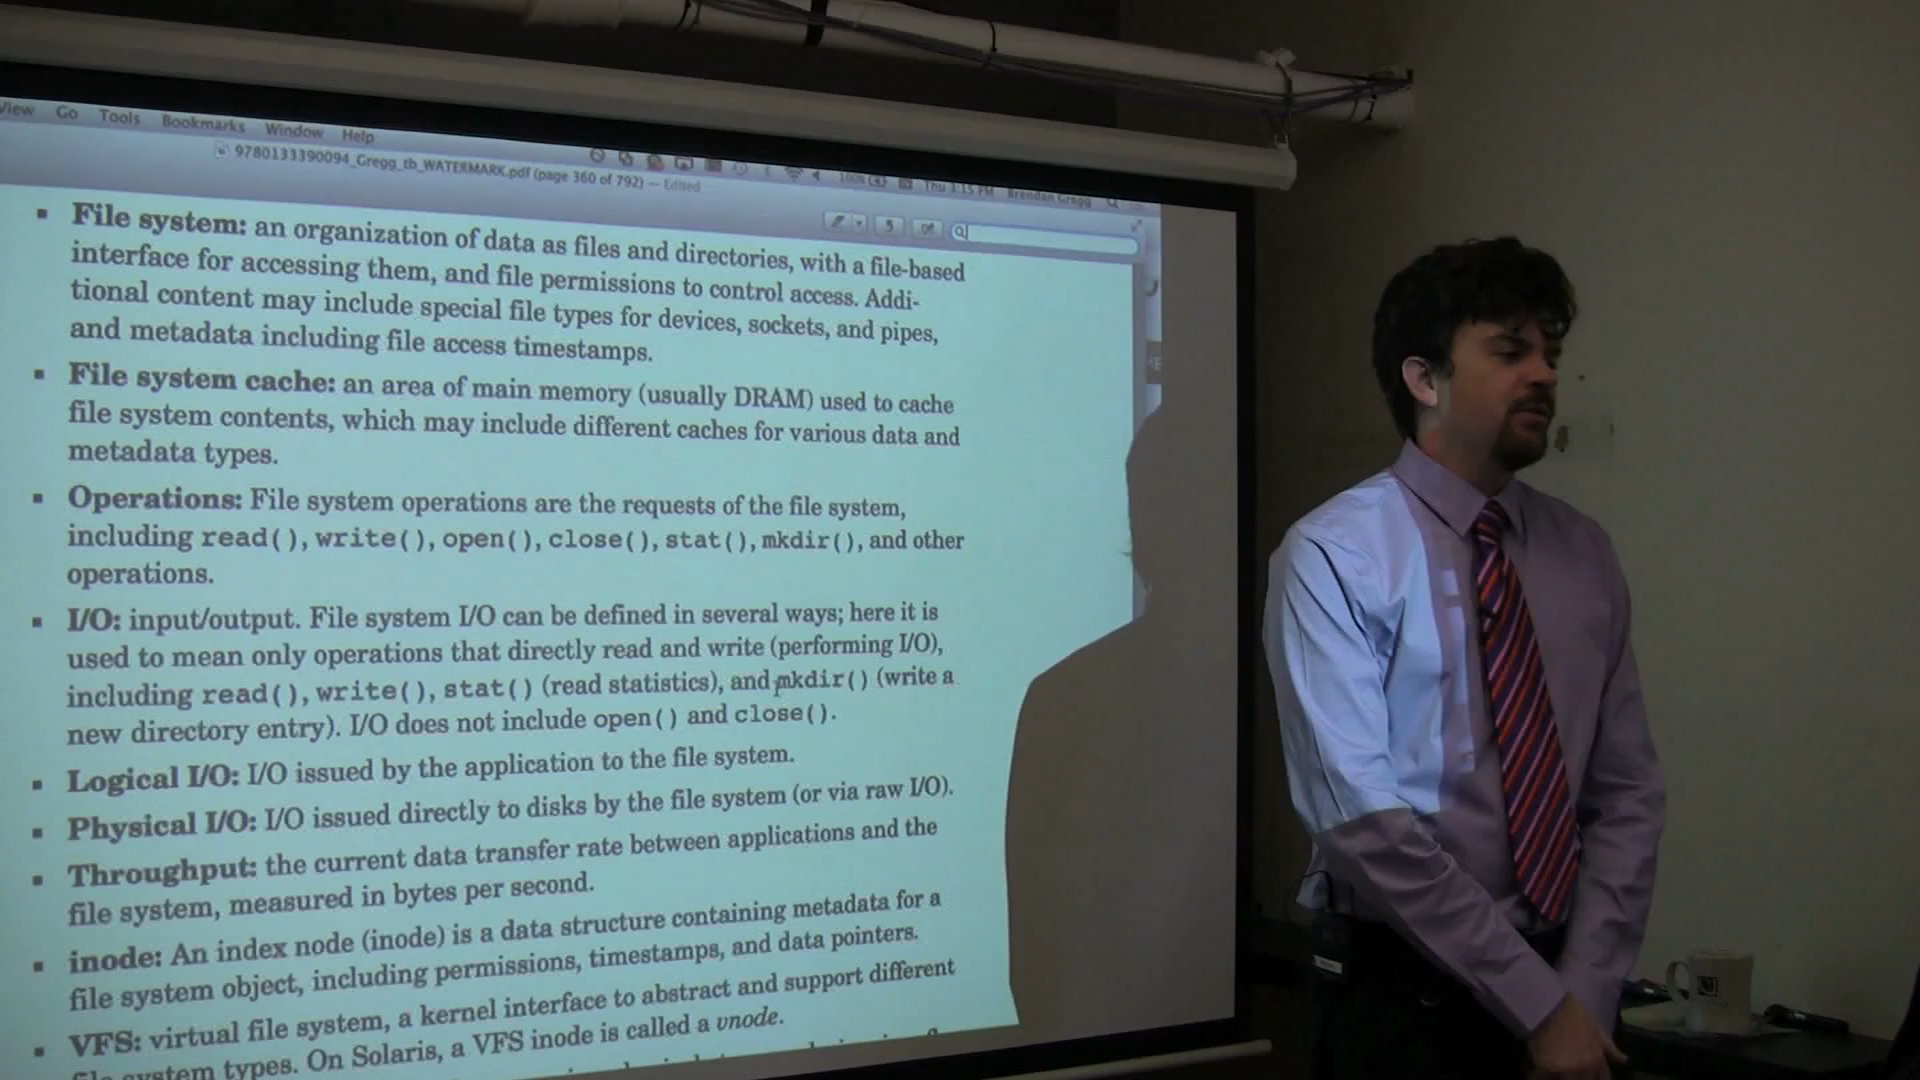 View Go Tools Bookmarks Window Help
9780133390094_Gregg_tb_WATERMARK.pdf (page 360 of 792) — Edited
100% Thu 1:15 PM Brendan Gregg
▪ File system: an organization of data as files and directories, with a file-based
interface for accessing them, and file permissions to control access. Addi-
tional content may include special file types for devices, sockets, and pipes,
and metadata including file access timestamps.
▪ File system cache: an area of main memory (usually DRAM) used to cache
file system contents, which may include different caches for various data and
metadata types.
▪ Operations: File system operations are the requests of the file system,
including read(), write(), open(), close(), stat(), mkdir(), and other
operations.
▪ I/O: input/output. File system I/O can be defined in several ways; here it is
used to mean only operations that directly read and write (performing I/O),
including read(), write(), stat() (read statistics), and mkdir() (write a
new directory entry). I/O does not include open() and close().
▪ Logical I/O: I/O issued by the application to the file system.
▪ Physical I/O: I/O issued directly to disks by the file system (or via raw I/O).
▪ Throughput: the current data transfer rate between applications and the
file system, measured in bytes per second.
▪ inode: An index node (inode) is a data structure containing metadata for a
file system object, including permissions, timestamps, and data pointers.
▪ VFS: virtual file system, a kernel interface to abstract and support different
file system types. On Solaris, a VFS inode is called a vnode.